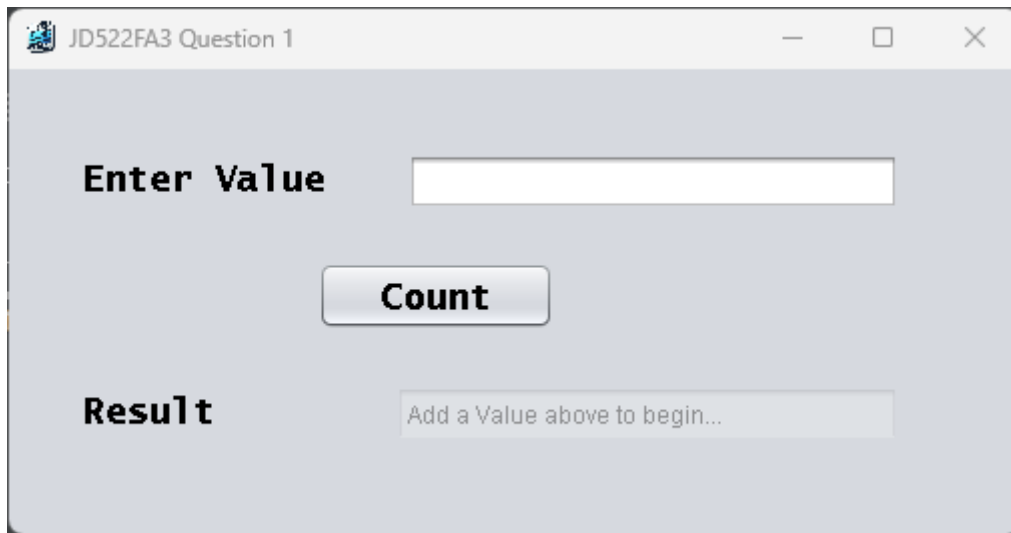 JD522FA3 Question 1
Enter Value
Count
Result
Add a Value above to begin...